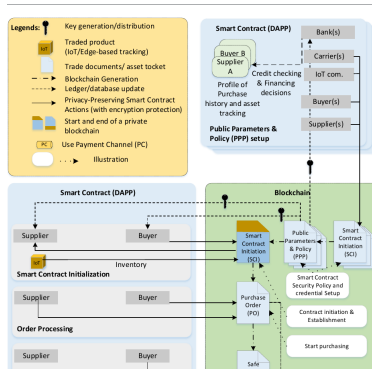 Legends:
Key generation/distribution
IoT
Traded product
(IoT/Edge-based tracking)
Trade documents/ asset tocket
Blockchain Generation
Ledger/database update
Privacy-Preserving Smart Contract
Actions (with encryption protection)
Start and end of a private
blockchain
PC
Use Payment Channel (PC)
Illustration
Smart Contract (DAPP)
Bank(s)
Carrier(s)
IoT com.
Buyer(s)
Supplier(s)
Buyer B
Supplier
A
Credit checking
& Financing
decisions
Profile of
Purchase
history and asset
tracking
Public Parameters &
Policy (PPP) setup
Smart Contract (DAPP)
Supplier
Buyer
IoT
Inventory
Smart Contract Initialization
Supplier
Buyer
Order Processing
Supplier
Buyer
Blockchain
Smart
Contract
Initiation
(SCI)
Public
Parameters
& Policy
(PPP)
Smart
Contract
Initiation
(SCI)
Smart Contract
Security Policy and
credential Setup
Purchase
Order
(PO)
Contract initiation &
Establishment
Start purchasing
Safe